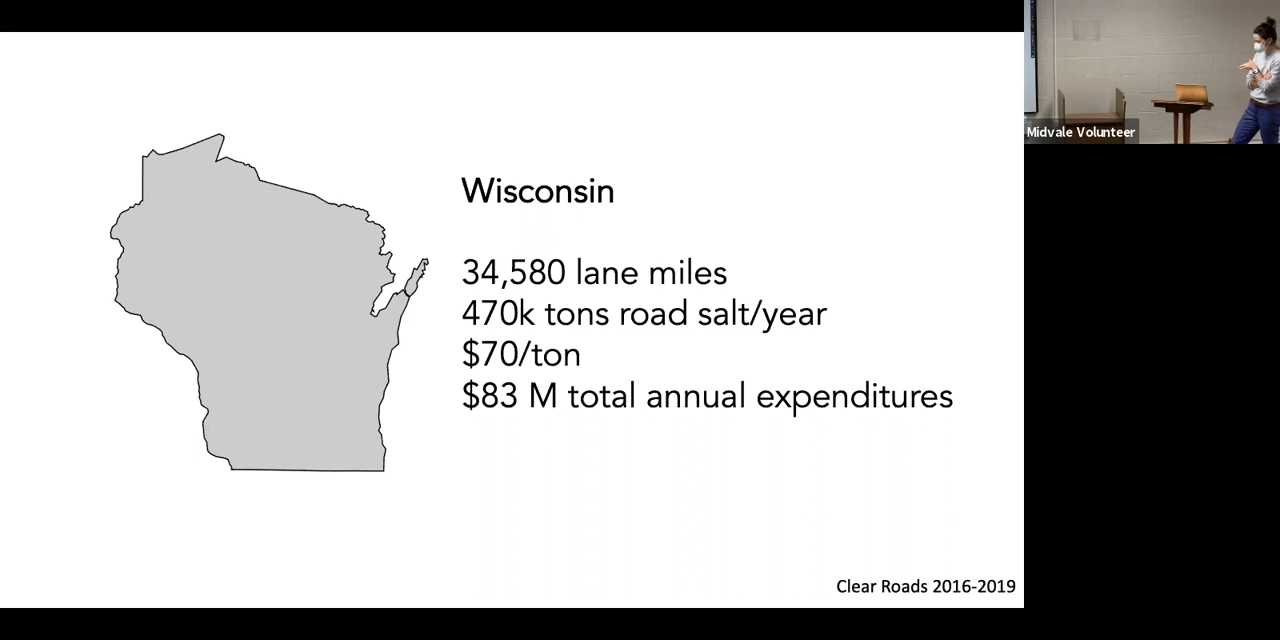 Wisconsin
34,580 lane miles
470k tons road salt/year
$70/ton
$83 M total annual expenditures
Clear Roads 2016-2019
Midvale Volunteer